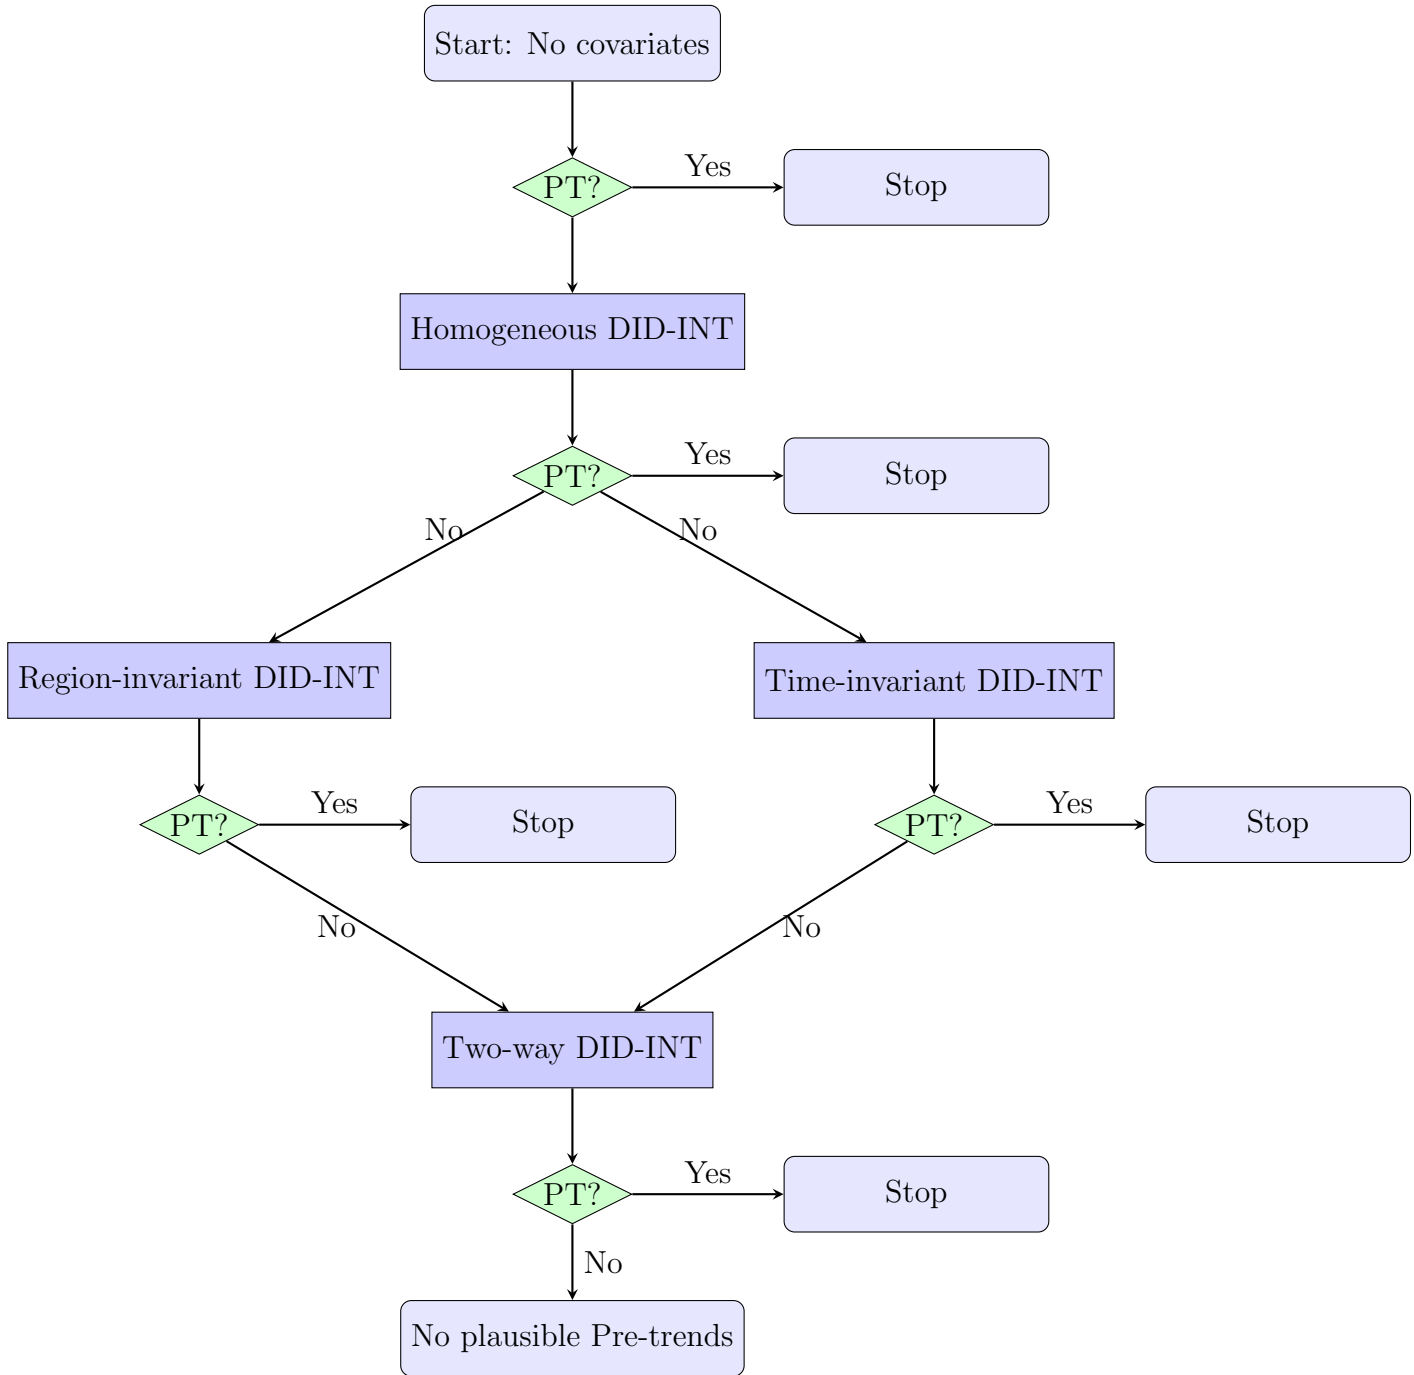 Start: No covariates
PT?
Yes
Stop
Homogeneous DID-INT
PT?
Yes
Stop
No
No
Region-invariant DID-INT
Time-invariant DID-INT
PT?
Yes
Stop
PT?
Yes
Stop
No
No
Two-way DID-INT
PT?
Yes
Stop
No
No plausible Pre-trends